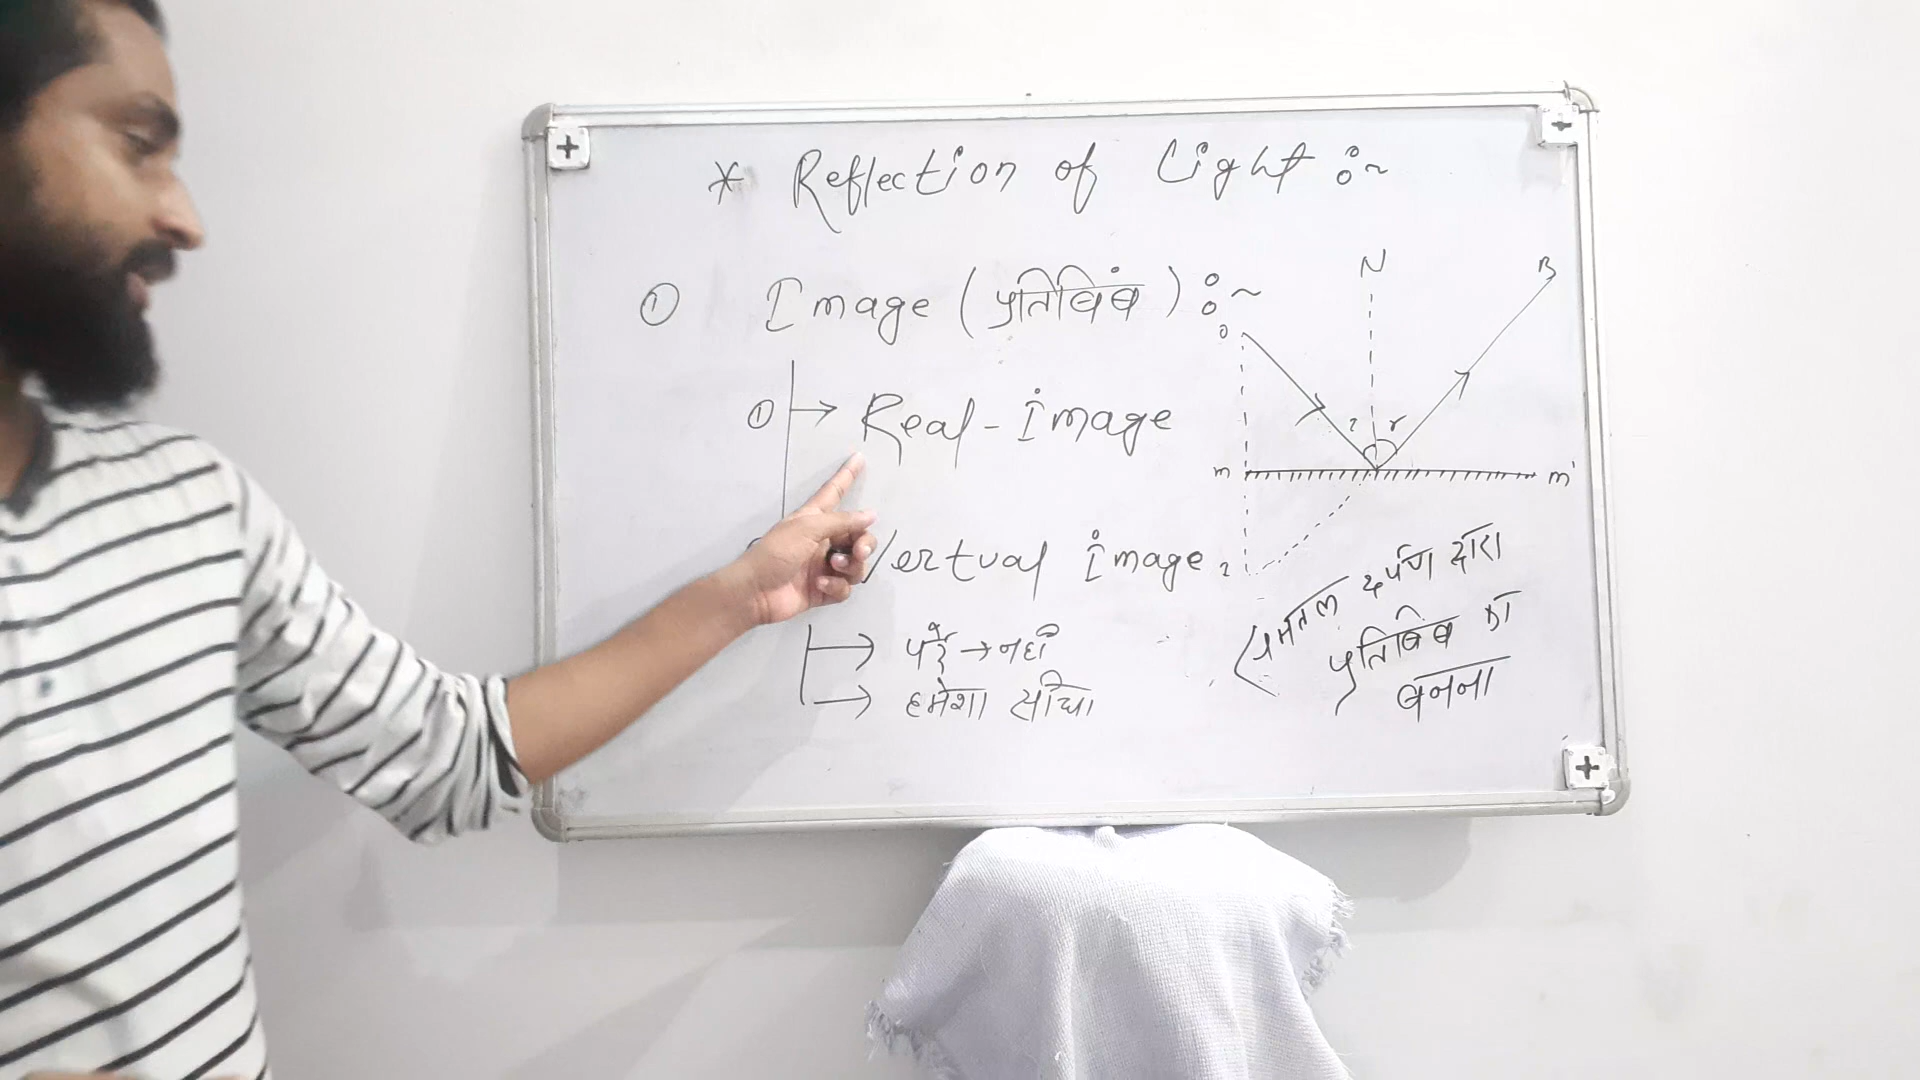 * Reflection of Light :~
① Image (प्रतिबिंब) :~
① → Real-Image
Vertual Image
→ पर्दे → नहीं
→ हमेशा सीधा
N
B
O
i r
m m'
(समतल दर्पण द्वारा
प्रतिबिंब का
बनना